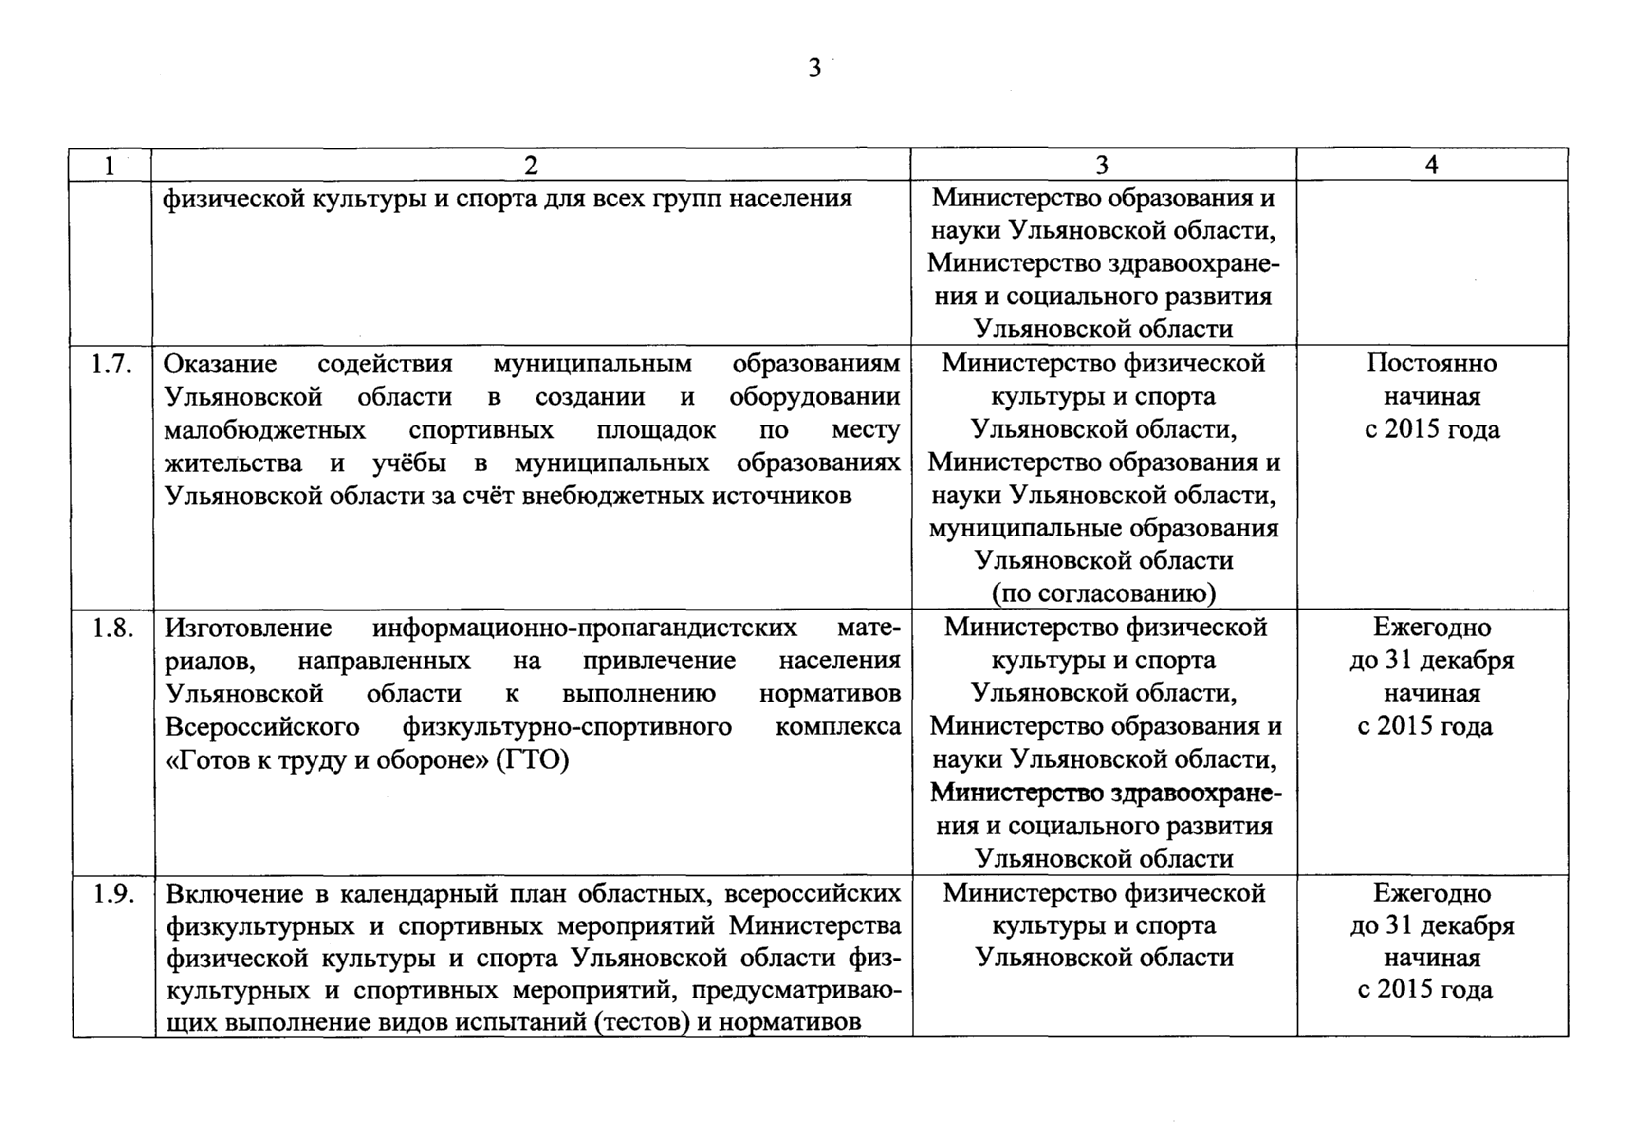 3
1 2 3 4
физической культуры и спорта для всех групп населения
Министерство образования и
науки Ульяновской области,
Министерство здравоохране-
ния и социального развития
Ульяновской области
1.7.
Оказание содействия муниципальным образованиям
Ульяновской области в создании и оборудовании
малобюджетных спортивных площадок по месту
жительства и учёбы в муниципальных образованиях
Ульяновской области за счёт внебюджетных источников
Министерство физической
культуры и спорта
Ульяновской области,
Министерство образования и
науки Ульяновской области,
муниципальные образования
Ульяновской области
(по согласованию)
Постоянно
начиная
с 2015 года
1.8.
Изготовление информационно-пропагандистских мате-
риалов, направленных на привлечение населения
Ульяновской области к выполнению нормативов
Всероссийского физкультурно-спортивного комплекса
«Готов к труду и обороне» (ГТО)
Министерство физической
культуры и спорта
Ульяновской области,
Министерство образования и
науки Ульяновской области,
Министерство здравоохране-
ния и социального развития
Ульяновской области
Ежегодно
до 31 декабря
начиная
с 2015 года
1.9.
Включение в календарный план областных, всероссийских
физкультурных и спортивных мероприятий Министерства
физической культуры и спорта Ульяновской области физ-
культурных и спортивных мероприятий, предусматриваю-
щих выполнение видов испытаний (тестов) и нормативов
Министерство физической
культуры и спорта
Ульяновской области
Ежегодно
до 31 декабря
начиная
с 2015 года